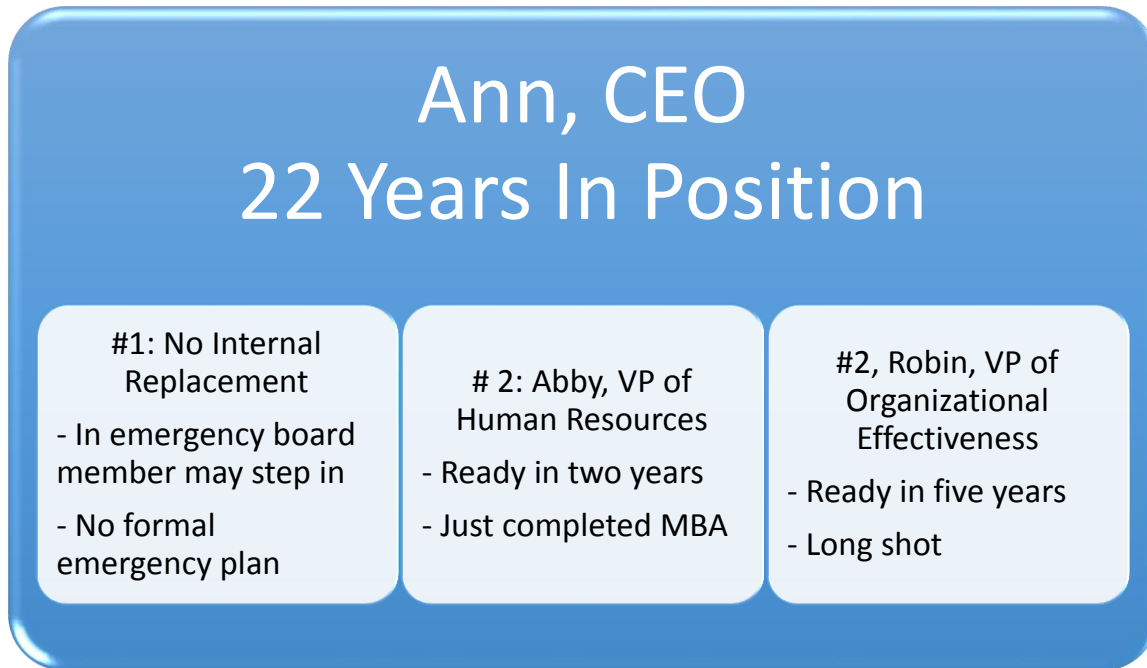 Ann, CEO
22 Years In Position
#1: No Internal
Replacement
- In emergency board
member may step in
- No formal
emergency plan
# 2: Abby, VP of
Human Resources
- Ready in two years
- Just completed MBA
#2, Robin, VP of
Organizational
Effectiveness
- Ready in five years
- Long shot